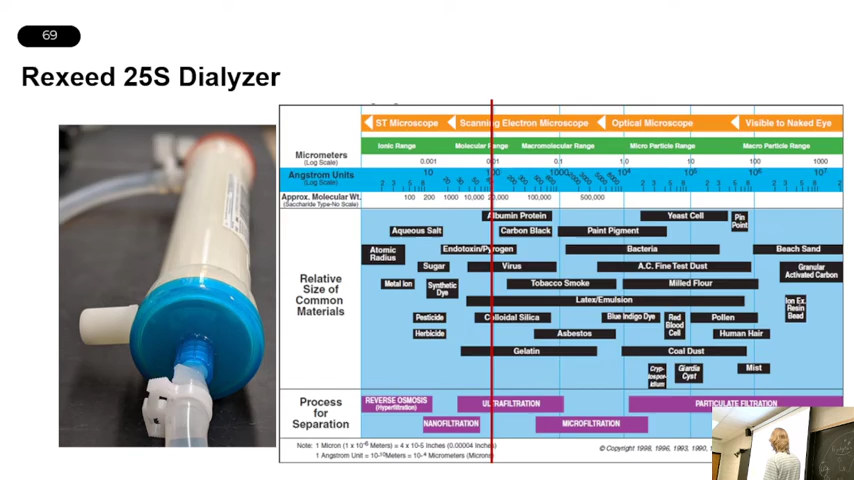 69
Rexeed 25S Dialyzer
ST Microscope
Scanning Electron Microscope
Optical Microscope
Visible to Naked Eye
Ionic Range
Molecular Range
Macromolecular Range
Micro Particle Range
Macro Particle Range
Micrometers
(Log Scale)
0.001
0.01
0.1
1.0
10
100
1000
Angstrom Units
(Log Scale)
Approx. Molecular Wt.
(Saccharide Type-No Scale)
100 200 1000 10,000 20,000 100,000 500,000
Albumin Protein
Yeast Cell
Pin
Point
Aqueous Salt
Carbon Black
Paint Pigment
Atomic
Radius
Endotoxin/Pyrogen
Bacteria
Beach Sand
Sugar
Virus
A.C. Fine Test Dust
Granular
Activated Carbon
Metal Ion
Synthetic
Dye
Tobacco Smoke
Milled Flour
Relative
Size of
Common
Materials
Latex/Emulsion
Ion Ex.
Resin
Bead
Pesticide
Colloidal Silica
Blue Indigo Dye
Red
Blood
Cell
Pollen
Herbicide
Asbestos
Human Hair
Gelatin
Coal Dust
Cryp-
tospor-
idium
Giardia
Cyst
Mist
Process
for
Separation
REVERSE OSMOSIS
(Hyperfiltration)
ULTRAFILTRATION
PARTICULATE FILTRATION
NANOFILTRATION
MICROFILTRATION
Note: 1 Micron (1 x 10-6 Meters) = 4 x 10-5 Inches (0.00004 Inches)
1 Angstrom Unit = 10-10 Meters = 10-4 Micrometers (Microns
© Copyright 1998, 1996, 1993, 1990,